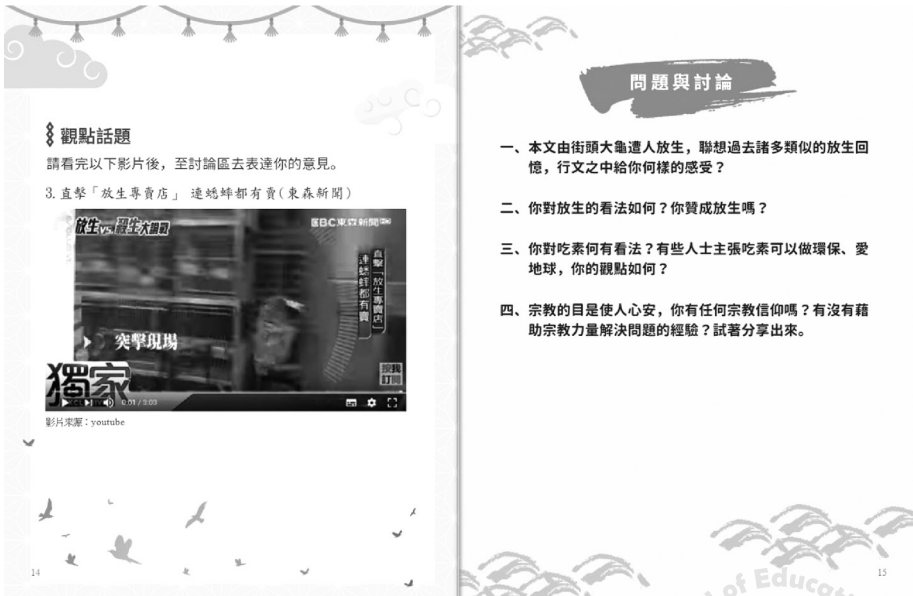 觀點話題
請看完以下影片後，至討論區去表達你的意見。
3.直擊「放生專賣店」 連蟋蟀都有賣(東森新聞)
放生vs.殺生大調戰
EBC東森新聞
直擊「放生專賣店」
連蟋蟀都有賣
突擊現場
獨家
按我
訂閱
0:01 / 3:03
影片來源：youtube
14
問題與討論
一、本文由街頭大龜遭人放生，聯想過去諸多類似的放生回
憶，行文之中給你何樣的感受？
二、你對放生的看法如何？你贊成放生嗎？
三、你對吃素何有看法？有些人士主張吃素可以做環保、愛
地球，你的觀點如何？
四、宗教的目是使人心安，你有任何宗教信仰嗎？有沒有藉
助宗教力量解決問題的經驗？試著分享出來。
of Educat
15